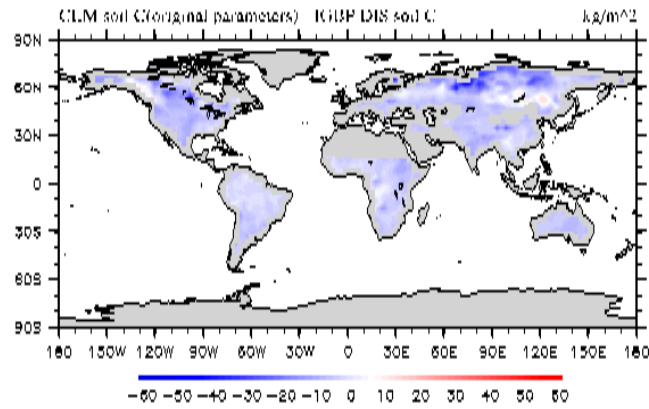 CLM soil C(original parameters) IGBP DIS soil C kg/m^2
90N
60N
30N
0
30S
60S
90S
180 150W 120W 90W 60W 30W 0 30E 60E 90E 120E 150E 180
-60 -50 -40 -30 -20 -10 0 10 20 30 40 50 60